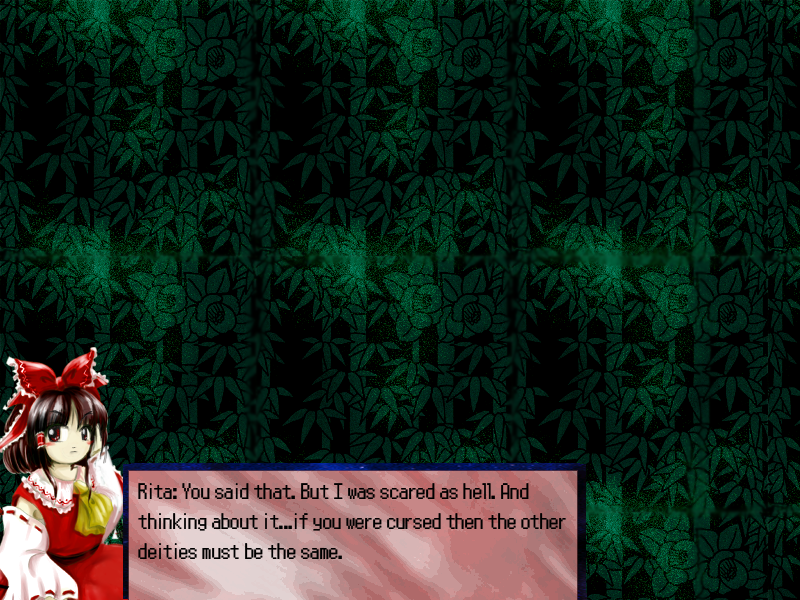 Rita: You said that. But I was scared as hell. And
thinking about it...if you were cursed then the other
deities must be the same.